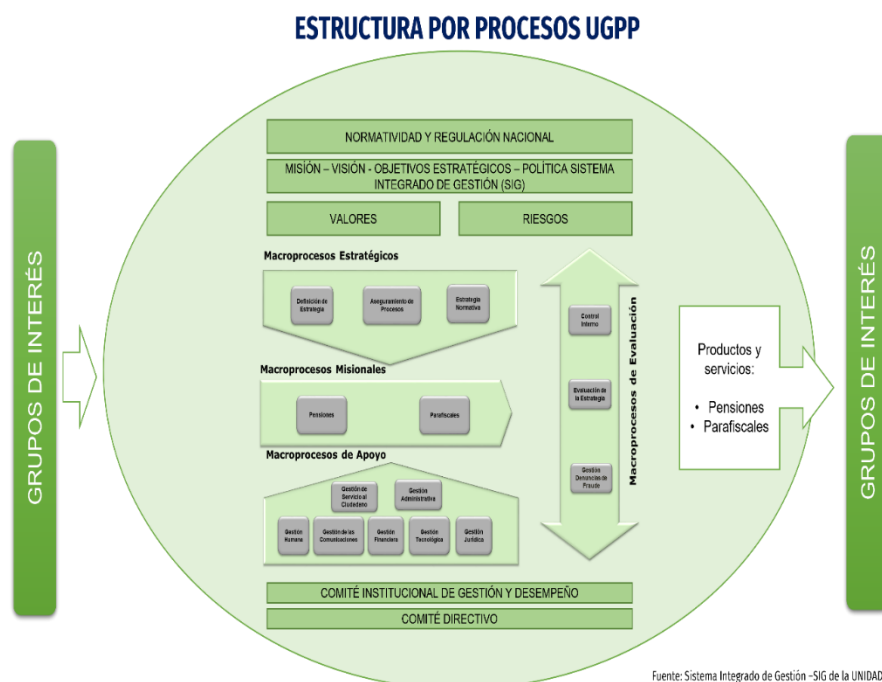 ESTRUCTURA POR PROCESOS UGPP
GRUPOS DE INTERÉS
NORMATIVIDAD Y REGULACIÓN NACIONAL
MISIÓN – VISIÓN - OBJETIVOS ESTRATÉGICOS – POLÍTICA SISTEMA
INTEGRADO DE GESTIÓN (SIG)
VALORES
RIESGOS
Macroprocesos Estratégicos
Definición de
Estrategia
Aseguramiento de
Procesos
Estrategia
Normativa
Macroprocesos Misionales
Pensiones
Parafiscales
Macroprocesos de Apoyo
Gestión de
Servicio al
Ciudadano
Gestión
Administrativa
Gestión
Humana
Gestión de las
Comunicaciones
Gestión
Financiera
Gestión
Tecnológica
Gestión
Jurídica
Control
Interno
Evaluación de
la Estrategia
Gestión
Denuncias de
Fraude
Macroprocesos de Evaluación
COMITÉ INSTITUCIONAL DE GESTIÓN Y DESEMPEÑO
COMITÉ DIRECTIVO
Productos y
servicios:
• Pensiones
• Parafiscales
GRUPOS DE INTERÉS
Fuente: Sistema Integrado de Gestión –SIG de la UNIDAD